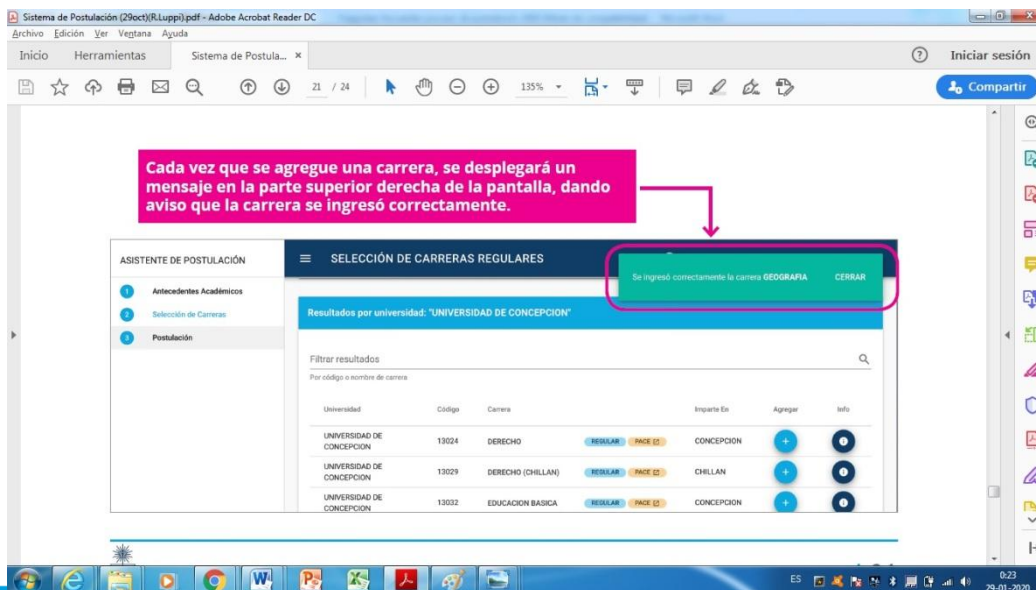 Sistema de Postulación (29oct)(R.Luppi).pdf - Adobe Acrobat Reader DC
Archivo Edición Ver Ventana Ayuda
Inicio Herramientas Sistema de Postula... × Iniciar sesión
21 / 24 135% Compartir
Cada vez que se agregue una carrera, se desplegará un
mensaje en la parte superior derecha de la pantalla, dando
aviso que la carrera se ingresó correctamente.
ASISTENTE DE POSTULACIÓN
1 Antecedentes Académicos
2 Selección de Carreras
3 Postulación
SELECCIÓN DE CARRERAS REGULARES
Se ingresó correctamente la carrera GEOGRAFIA CERRAR
Resultados por universidad: "UNIVERSIDAD DE CONCEPCION"
Filtrar resultados
Por código o nombre de carrera
Universidad Código Carrera Imparte En Agregar Info
UNIVERSIDAD DE CONCEPCION 13024 DERECHO REGULAR PACE CONCEPCION
UNIVERSIDAD DE CONCEPCION 13029 DERECHO (CHILLAN) REGULAR PACE CHILLAN
UNIVERSIDAD DE CONCEPCION 13032 EDUCACION BASICA REGULAR PACE CONCEPCION
ES 0:23
29-01-2020